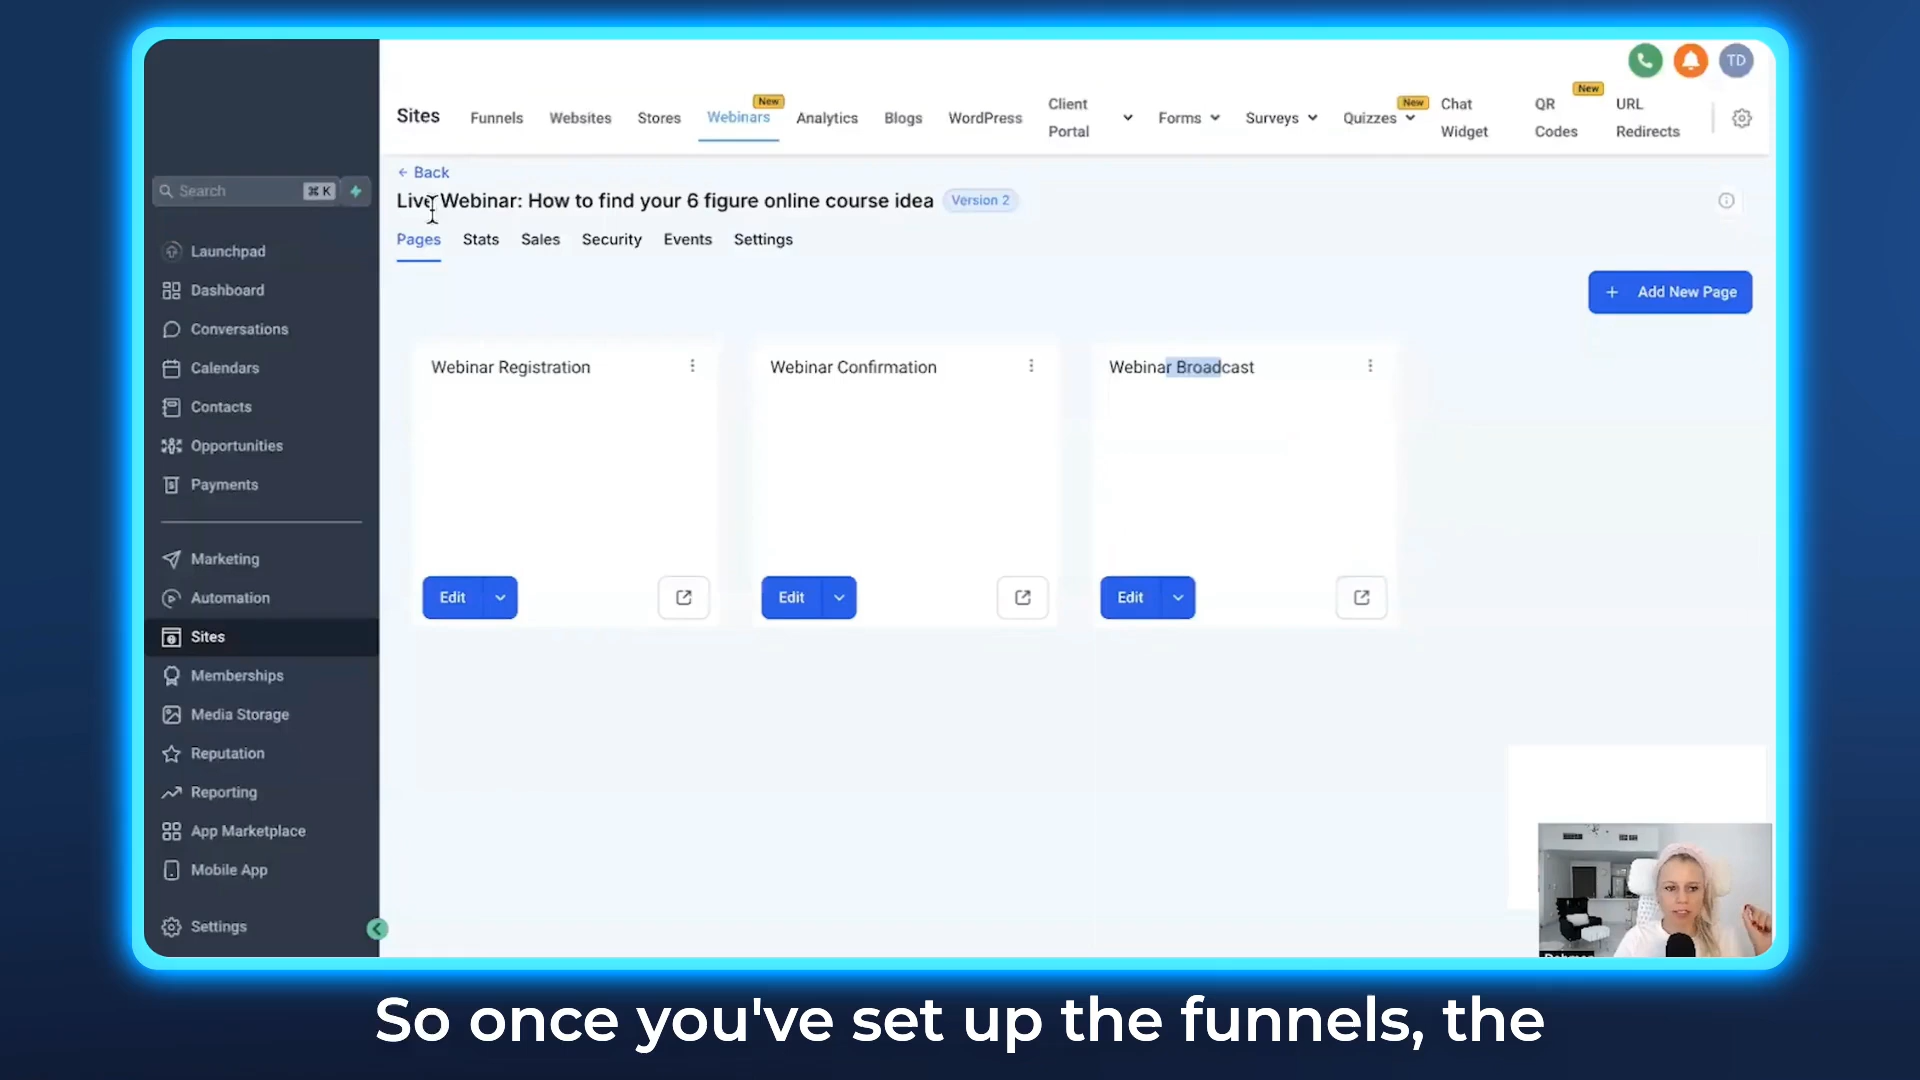 TD
Sites
Funnels
Websites
Stores
Webinars
New
Analytics
Blogs
WordPress
Client
Portal
Forms
Surveys
Quizzes
New
Chat
Widget
QR
Codes
New
URL
Redirects
Search
⌘ K
Launchpad
Dashboard
Conversations
Calendars
Contacts
Opportunities
Payments
Marketing
Automation
Sites
Memberships
Media Storage
Reputation
Reporting
App Marketplace
Mobile App
Settings
← Back
Live Webinar: How to find your 6 figure online course idea
Version 2
Pages
Stats
Sales
Security
Events
Settings
+ Add New Page
Webinar Registration
Webinar Confirmation
Webinar Broadcast
Edit
Edit
Edit
So once you've set up the funnels, the